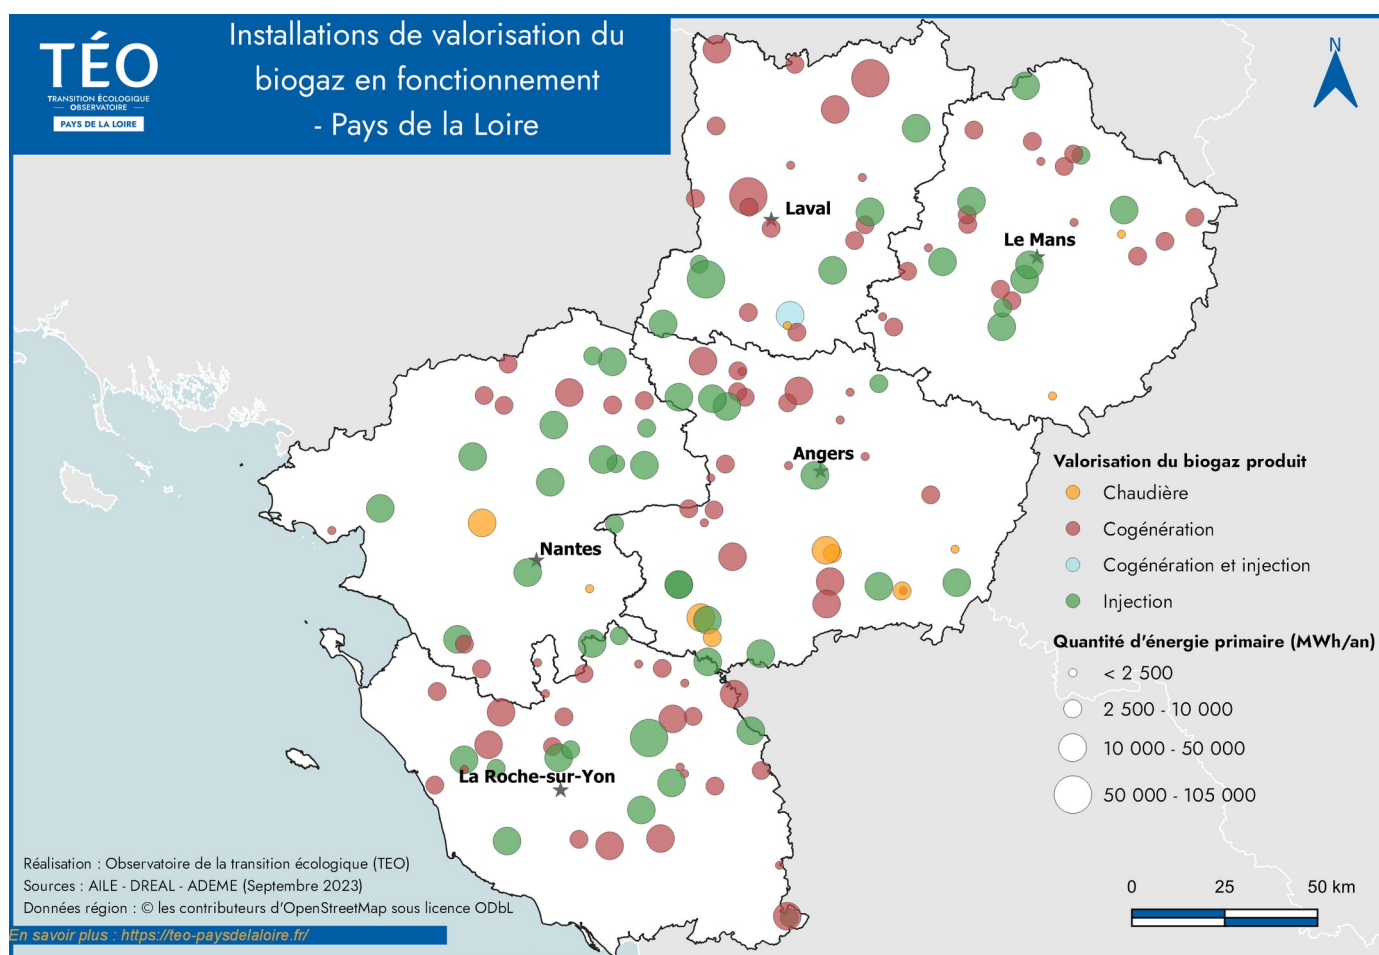 TÉO
TRANSITION ÉCOLOGIQUE
OBSERVATOIRE
PAYS DE LA LOIRE
Installations de valorisation du
biogaz en fonctionnement
- Pays de la Loire
N
Laval
Le Mans
Angers
Nantes
La Roche-sur-Yon
Valorisation du biogaz produit
Chaudière
Cogénération
Cogénération et injection
Injection
Quantité d'énergie primaire (MWh/an)
< 2 500
2 500 - 10 000
10 000 - 50 000
50 000 - 105 000
0 25 50 km
Réalisation : Observatoire de la transition écologique (TEO)
Sources : AILE - DREAL - ADEME (Septembre 2023)
Données région : © les contributeurs d'OpenStreetMap sous licence ODbL
En savoir plus : https://teo-paysdelaloire.fr/